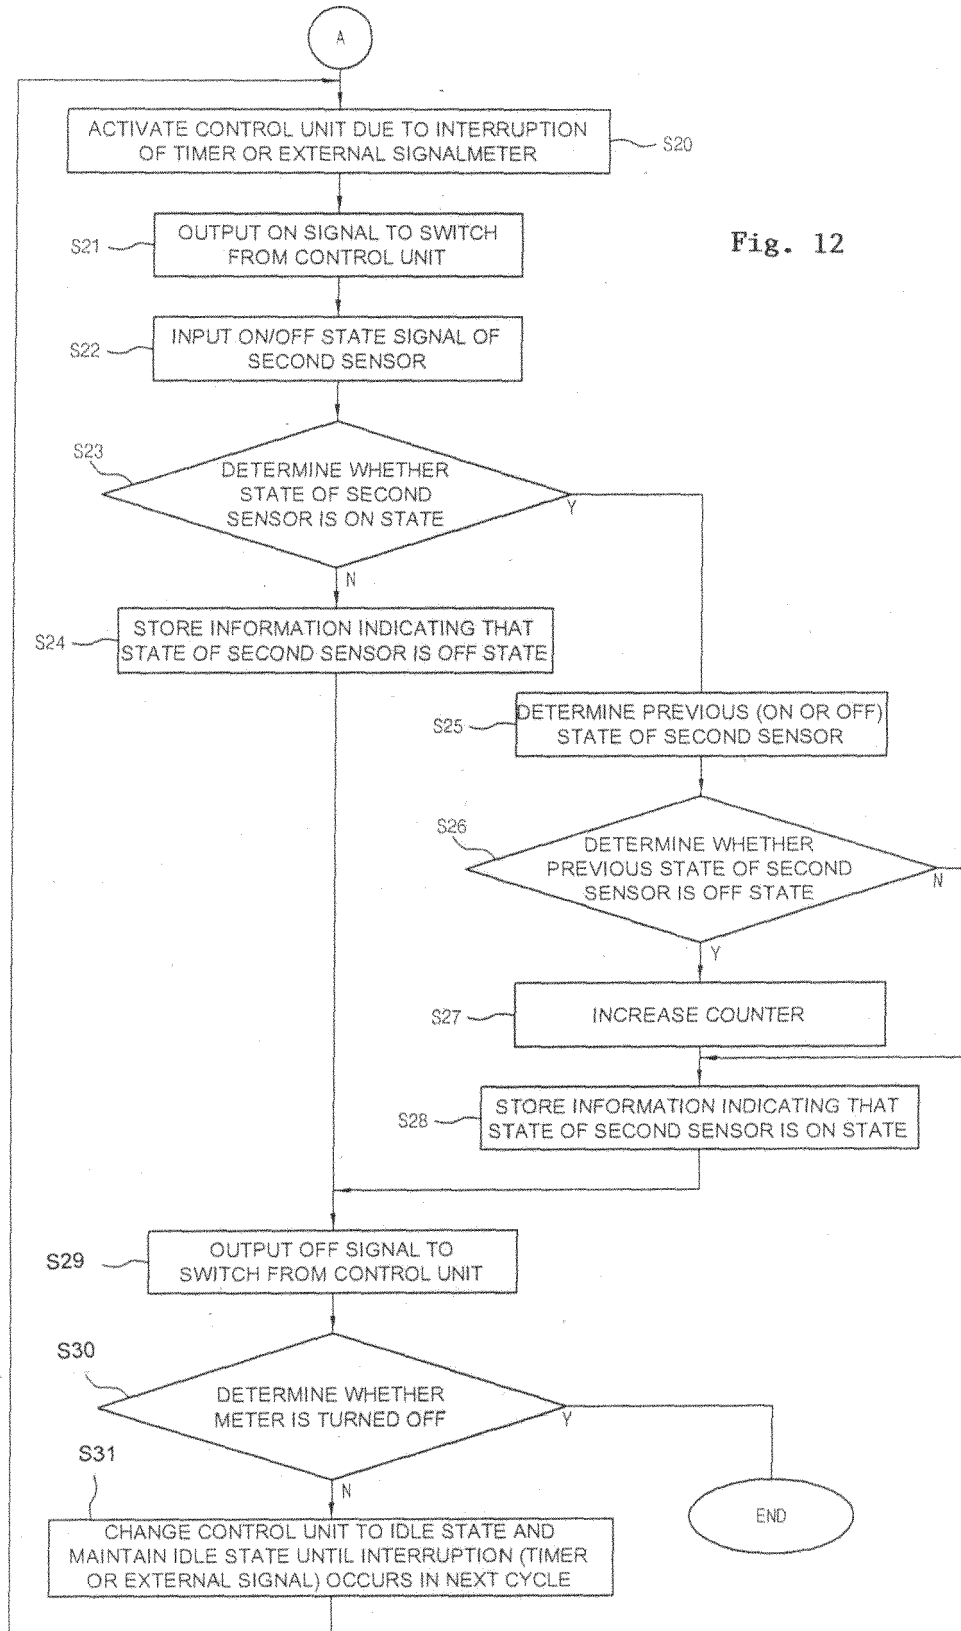 A
ACTIVATE CONTROL UNIT DUE TO INTERRUPTION
OF TIMER OR EXTERNAL SIGNALMETER
S20
Fig. 12
S21
OUTPUT ON SIGNAL TO SWITCH
FROM CONTROL UNIT
S22
INPUT ON/OFF STATE SIGNAL OF
SECOND SENSOR
S23
DETERMINE WHETHER
STATE OF SECOND
SENSOR IS ON STATE
Y
N
S24
STORE INFORMATION INDICATING THAT
STATE OF SECOND SENSOR IS OFF STATE
S25
DETERMINE PREVIOUS (ON OR OFF)
STATE OF SECOND SENSOR
S26
DETERMINE WHETHER
PREVIOUS STATE OF SECOND
SENSOR IS OFF STATE
N
Y
S27
INCREASE COUNTER
S28
STORE INFORMATION INDICATING THAT
STATE OF SECOND SENSOR IS ON STATE
S29
OUTPUT OFF SIGNAL TO
SWITCH FROM CONTROL UNIT
S30
DETERMINE WHETHER
METER IS TURNED OFF
Y
N
S31
CHANGE CONTROL UNIT TO IDLE STATE AND
MAINTAIN IDLE STATE UNTIL INTERRUPTION (TIMER
OR EXTERNAL SIGNAL) OCCURS IN NEXT CYCLE
END